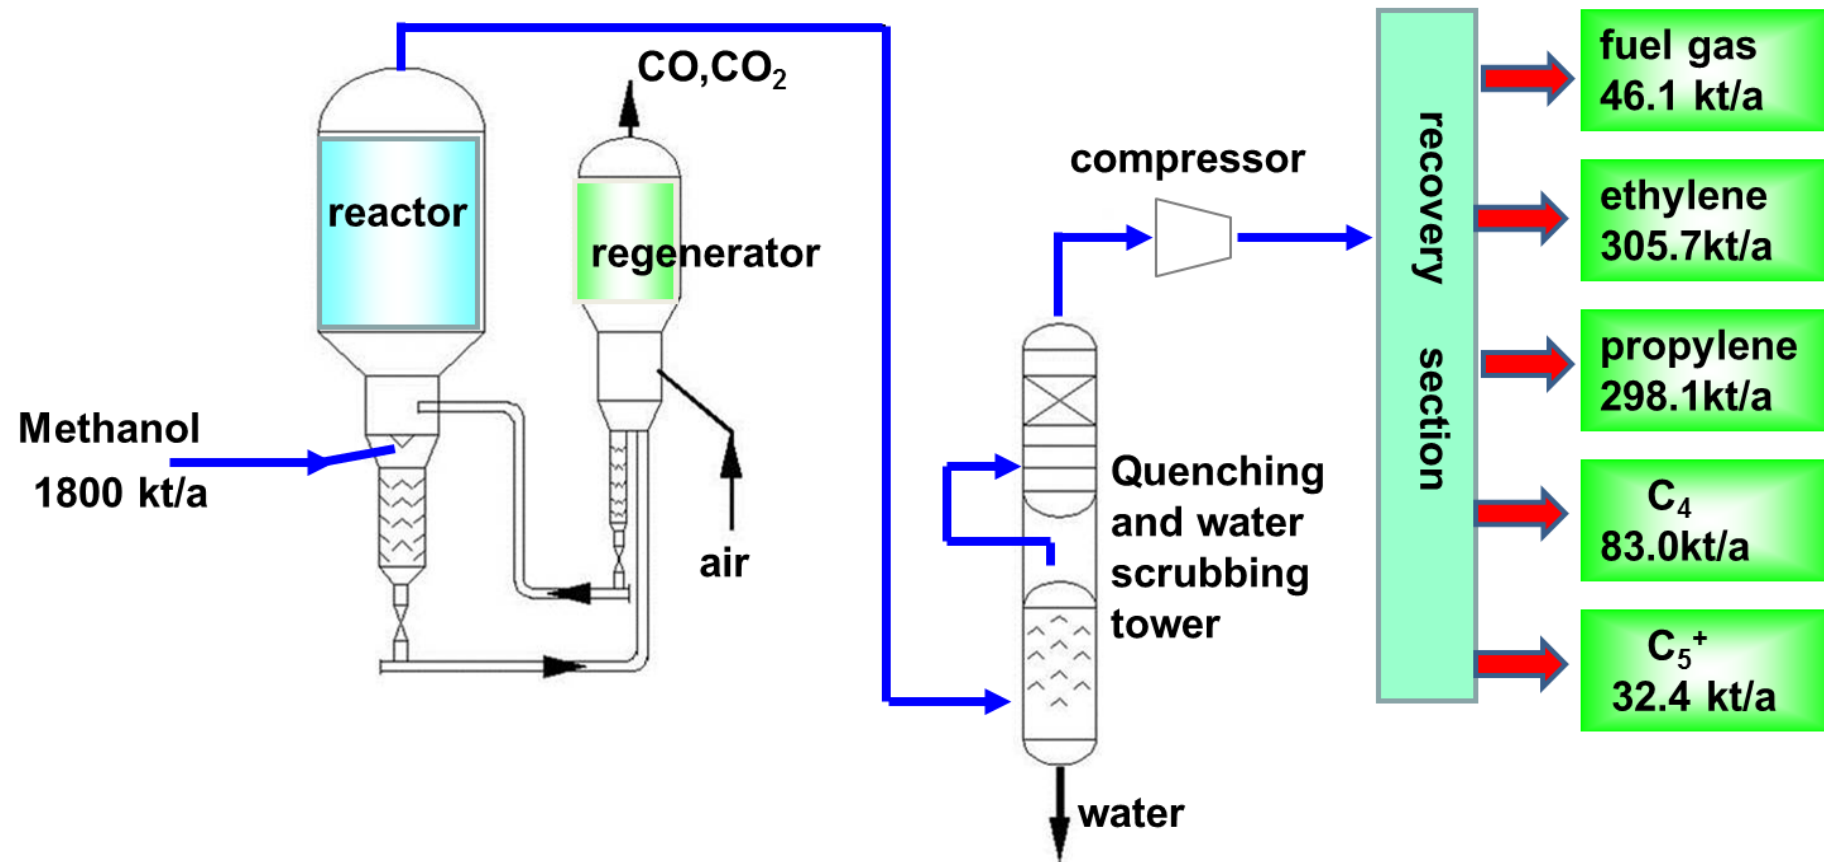 CO,CO₂
reactor
regenerator
Methanol
1800 kt/a
air
compressor
Quenching
and water
scrubbing
tower
water
recovery section
fuel gas
46.1 kt/a
ethylene
305.7kt/a
propylene
298.1kt/a
C₄
83.0kt/a
C₅⁺
32.4 kt/a